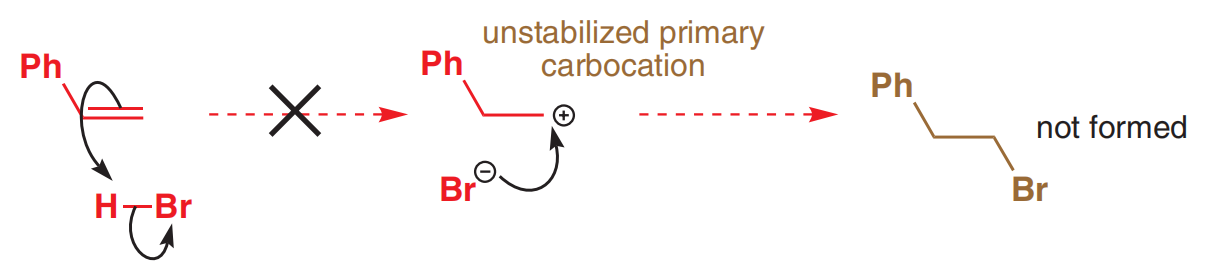 Ph
H Br
unstabilized primary
carbocation
Ph
⊕
Br⊖
Ph
Br
not formed